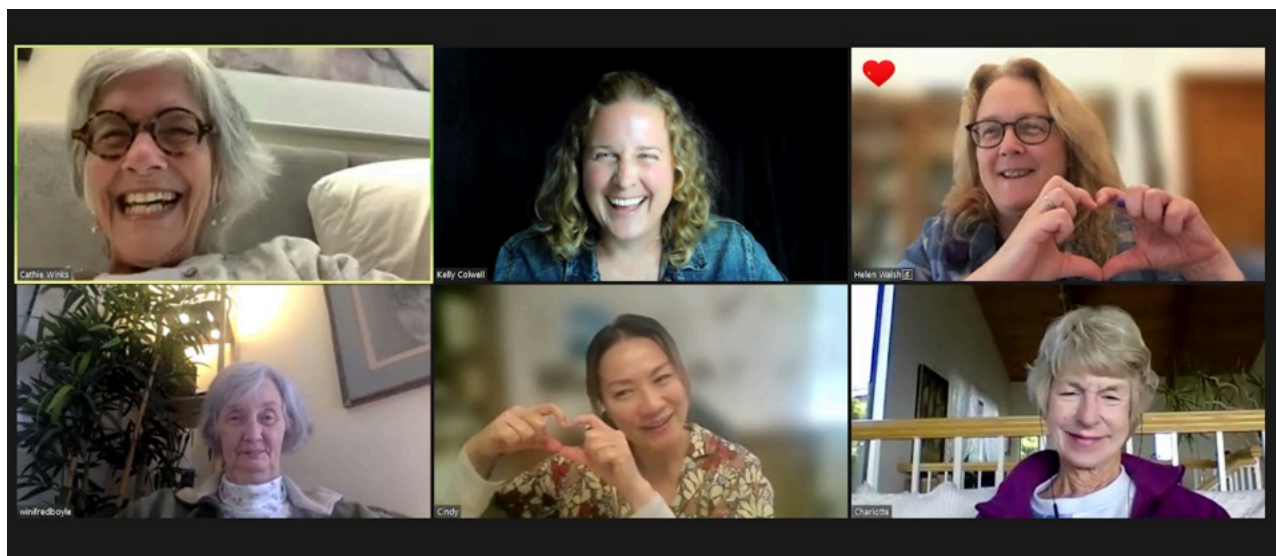 Cathie Winks
Kelly Colwell
Helen Walsh
winifredboyle
Cindy
Charlotte